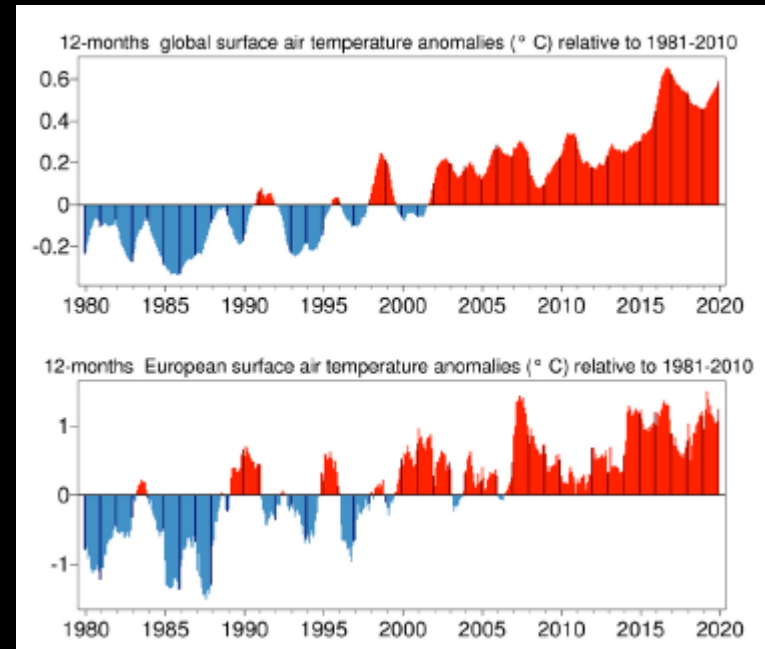 12-months global surface air temperature anomalies (° C) relative to 1981-2010
0.6
0.4
0.2
0
-0.2
1980 1985 1990 1995 2000 2005 2010 2015 2020
12-months European surface air temperature anomalies (° C) relative to 1981-2010
1
0
-1
1980 1985 1990 1995 2000 2005 2010 2015 2020